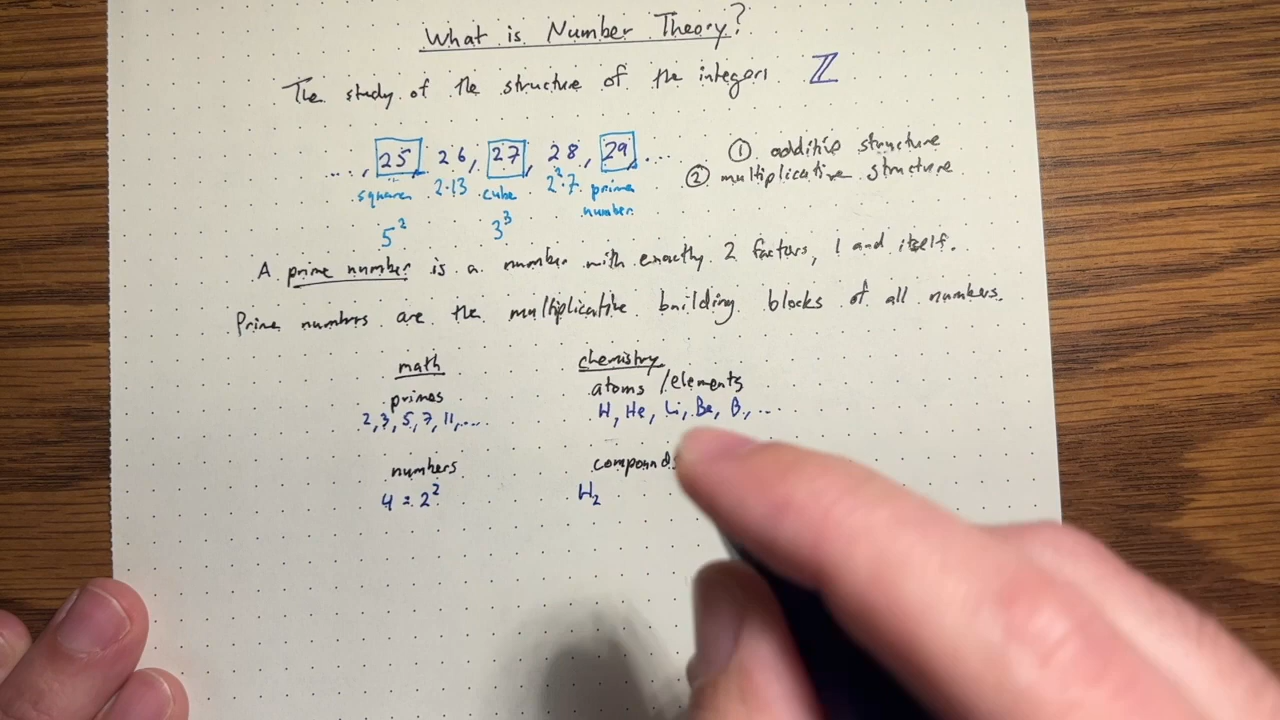 What is Number Theory?
The study of the structure of the integers ℤ
..., 25, 26, 27, 28, 29, ....
square 2·13 cube 2²·7 prime number
5² 3³
① additive structure
② multiplicative structure
A prime number is a number with exactly 2 factors, 1 and itself.
Prime numbers are the multiplicative building blocks of all numbers.
math chemistry
primes atoms/elements
2, 3, 5, 7, 11, .... H, He, Li, Be, B, ...
numbers compounds
4 = 2² H₂